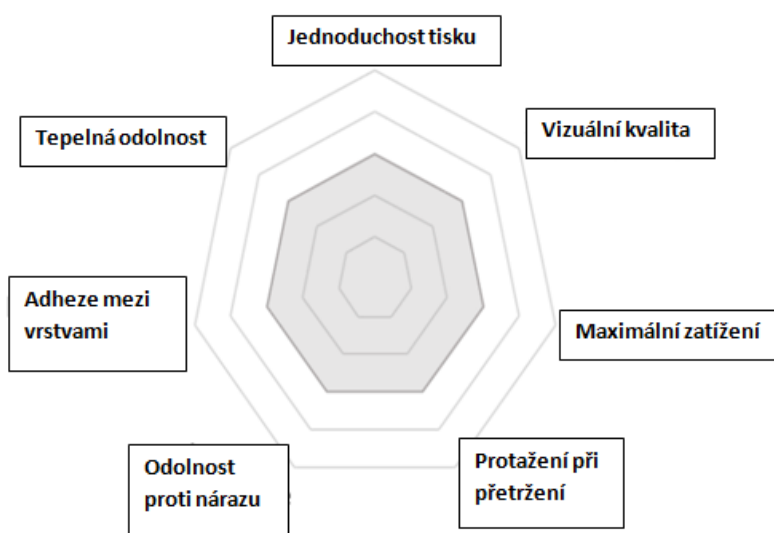 Jednoduchost tisku
Vizuální kvalita
Maximální zatížení
Protažení při
přetržení
Odolnost
proti nárazu
Adheze mezi
vrstvami
Tepelná odolnost